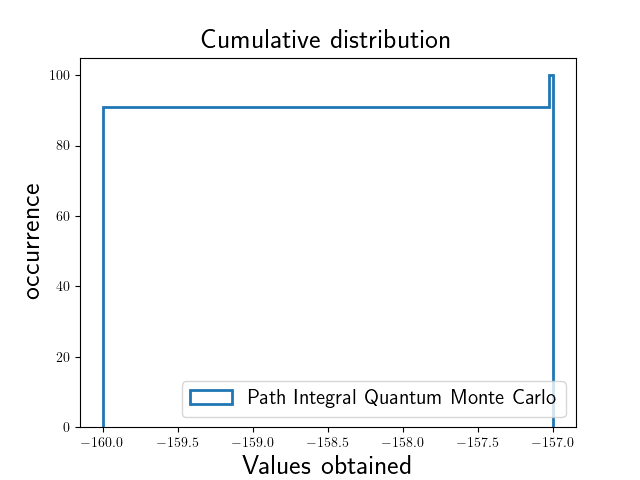 Cumulative distribution
occurrence
100
80
60
40
20
0
Path Integral Quantum Monte Carlo
−160.0 −159.5 −159.0 −158.5 −158.0 −157.5 −157.0
Values obtained